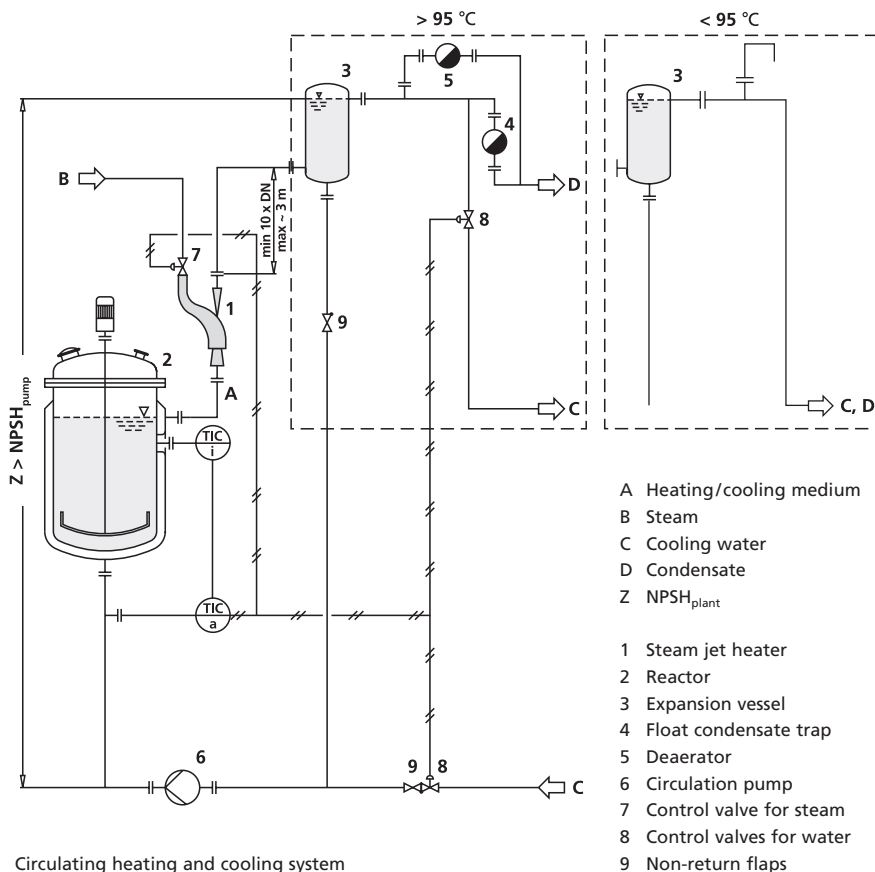 > 95 °C
< 95 °C
3
5
3
4
D
B
min 10 x DN
max ~ 3 m
8
7
1
9
2
A
Z > NPSHpump
C
C, D
TIC
i
TIC
a
6
9
8
C
A Heating/cooling medium
B Steam
C Cooling water
D Condensate
Z NPSHplant
1 Steam jet heater
2 Reactor
3 Expansion vessel
4 Float condensate trap
5 Deaerator
6 Circulation pump
7 Control valve for steam
8 Control valves for water
9 Non-return flaps
Circulating heating and cooling system